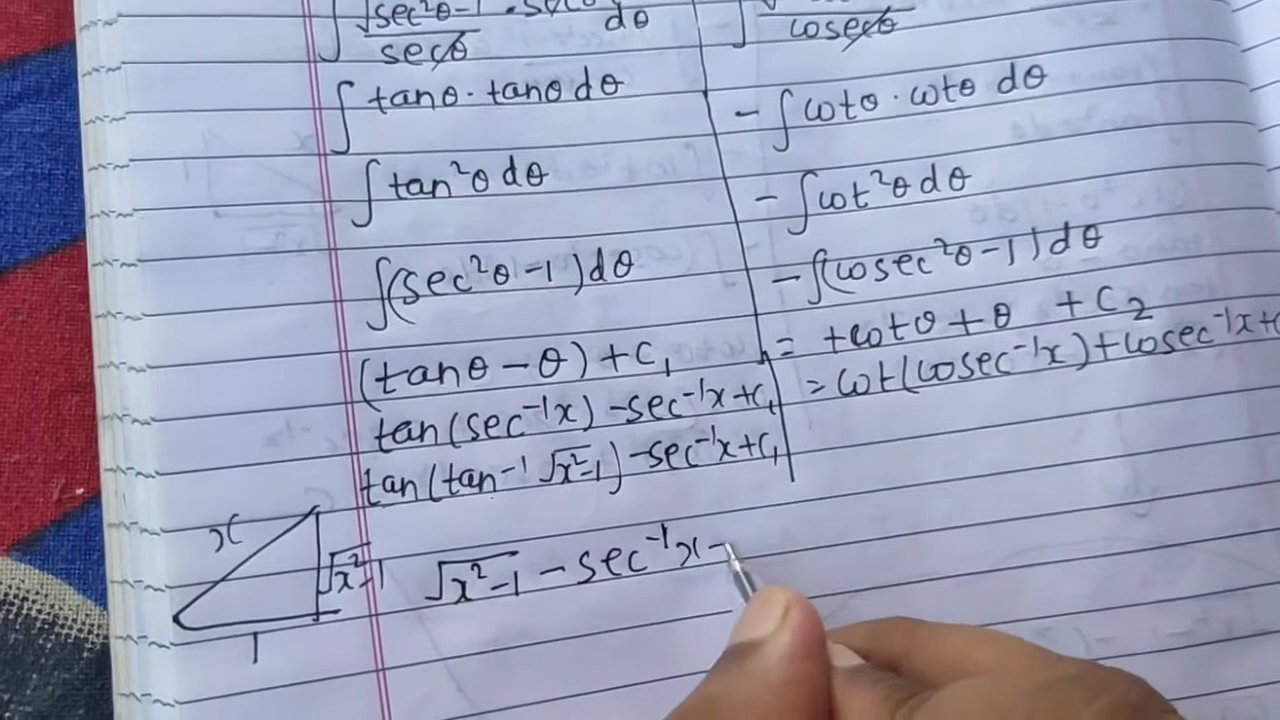 ∫ √sec²θ-1 · secθ / secθ dθ
∫ tanθ · tanθ dθ
∫ tan²θ dθ
∫(sec²θ-1)dθ
(tanθ - θ) + C₁
tan(sec⁻¹x) - sec⁻¹x + C₁
tan(tan⁻¹ √x²-1) - sec⁻¹x + C₁
x
√x²-1
1
√x²-1 - sec⁻¹x -
∫ cosecθ
- ∫ cotθ · cotθ dθ
- ∫ cot²θ dθ
- ∫(cosec²θ-1)dθ
= +cotθ + θ + C₂
= cot(cosec⁻¹x) + cosec⁻¹x + C